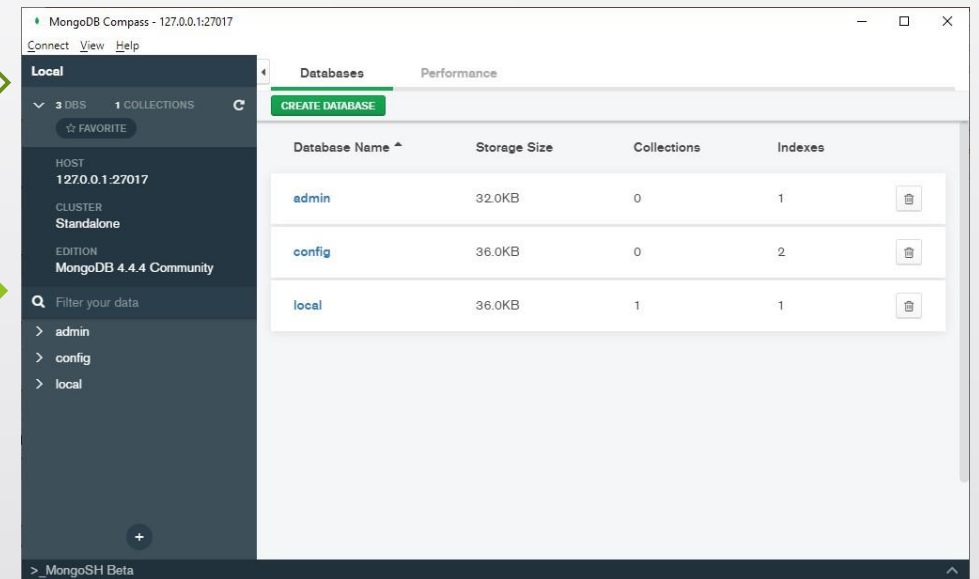 MongoDB Compass - 127.0.0.1:27017
Connect View Help
Local
3 DBS 1 COLLECTIONS
FAVORITE
HOST
127.0.0.1:27017
CLUSTER
Standalone
EDITION
MongoDB 4.4.4 Community
Filter your data
admin
config
local
>_MongoSH Beta
Databases Performance
CREATE DATABASE
Database Name Storage Size Collections Indexes
admin 32.0KB 0 1
config 36.0KB 0 2
local 36.0KB 1 1